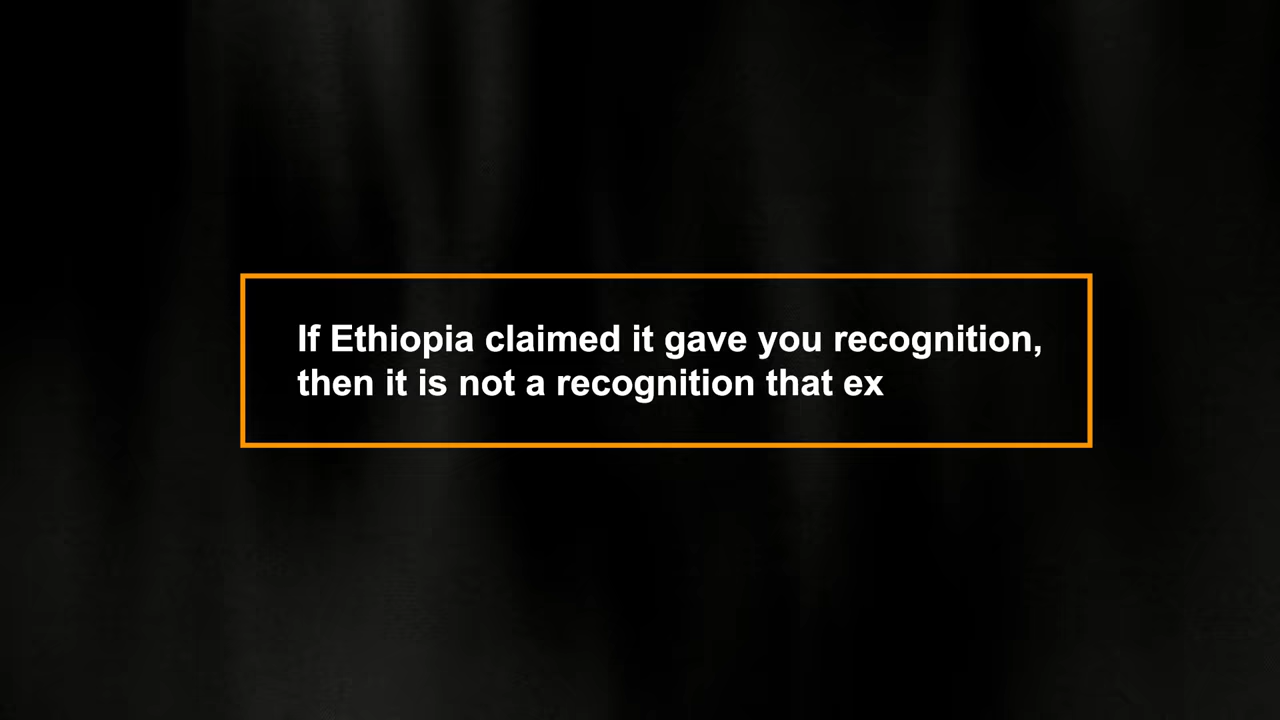 If Ethiopia claimed it gave you recognition,
then it is not a recognition that ex